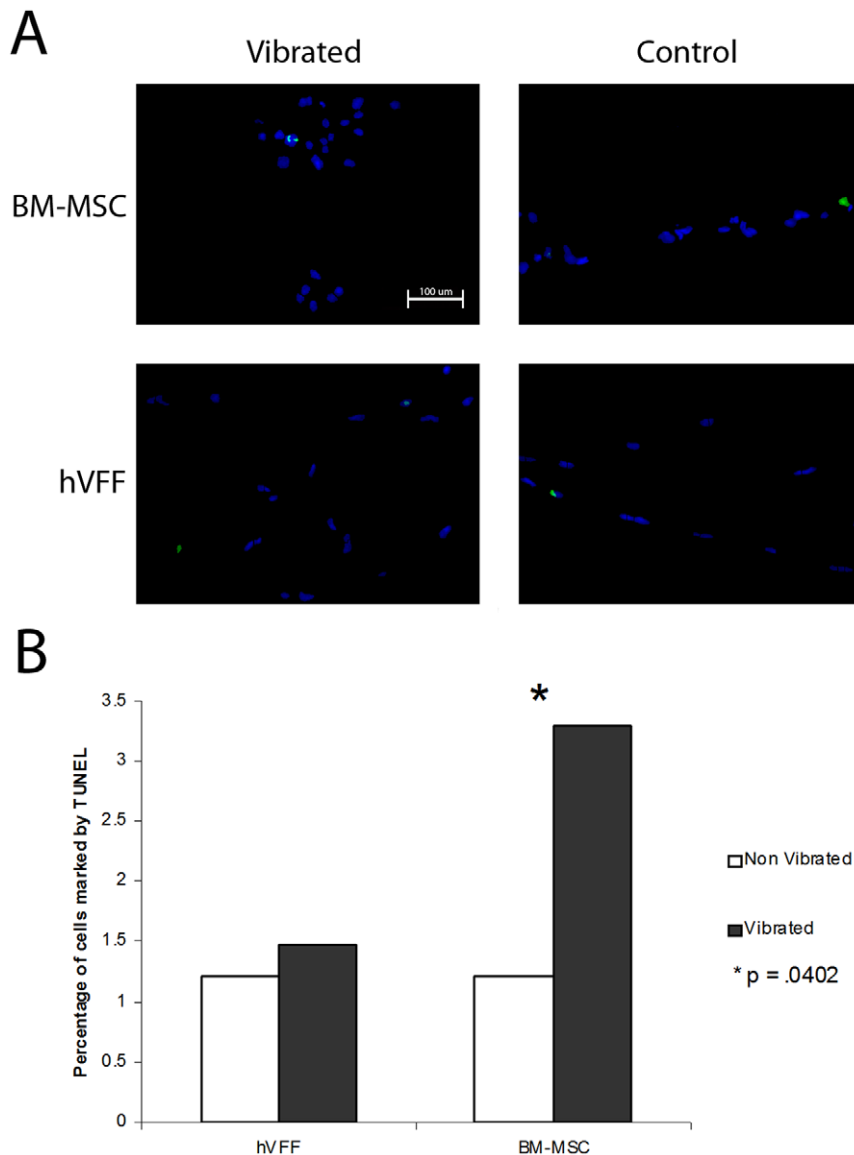 A
Vibrated
Control
BM-MSC
100 um
hVFF
B
Percentage of cells marked by TUNEL
3.5
3
2.5
2
1.5
1
0.5
0
*
hVFF
BM-MSC
Non Vibrated
Vibrated
* p = .0402